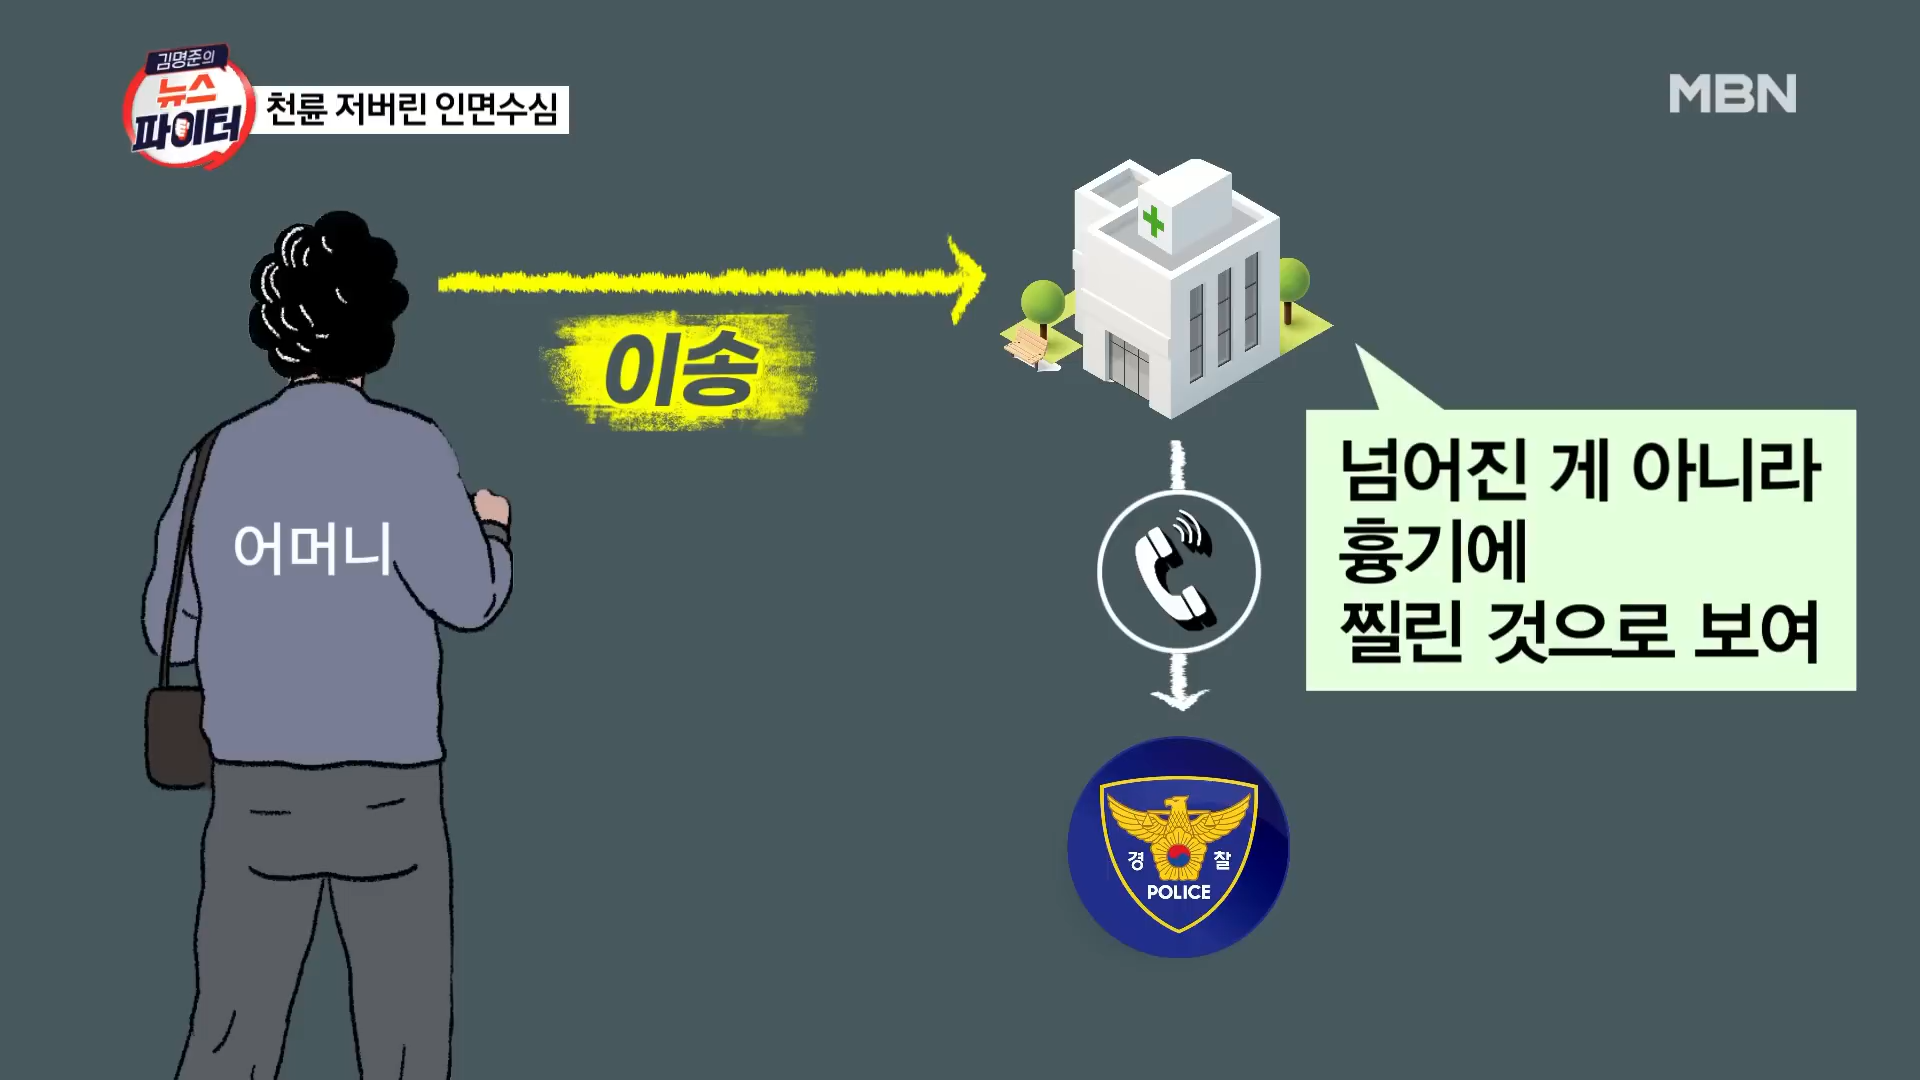 김명준의
뉴스
파이터
천륜 저버린 인면수심
MBN
이송
어머니
넘어진 게 아니라
흉기에
찔린 것으로 보여
경 찰
POLICE